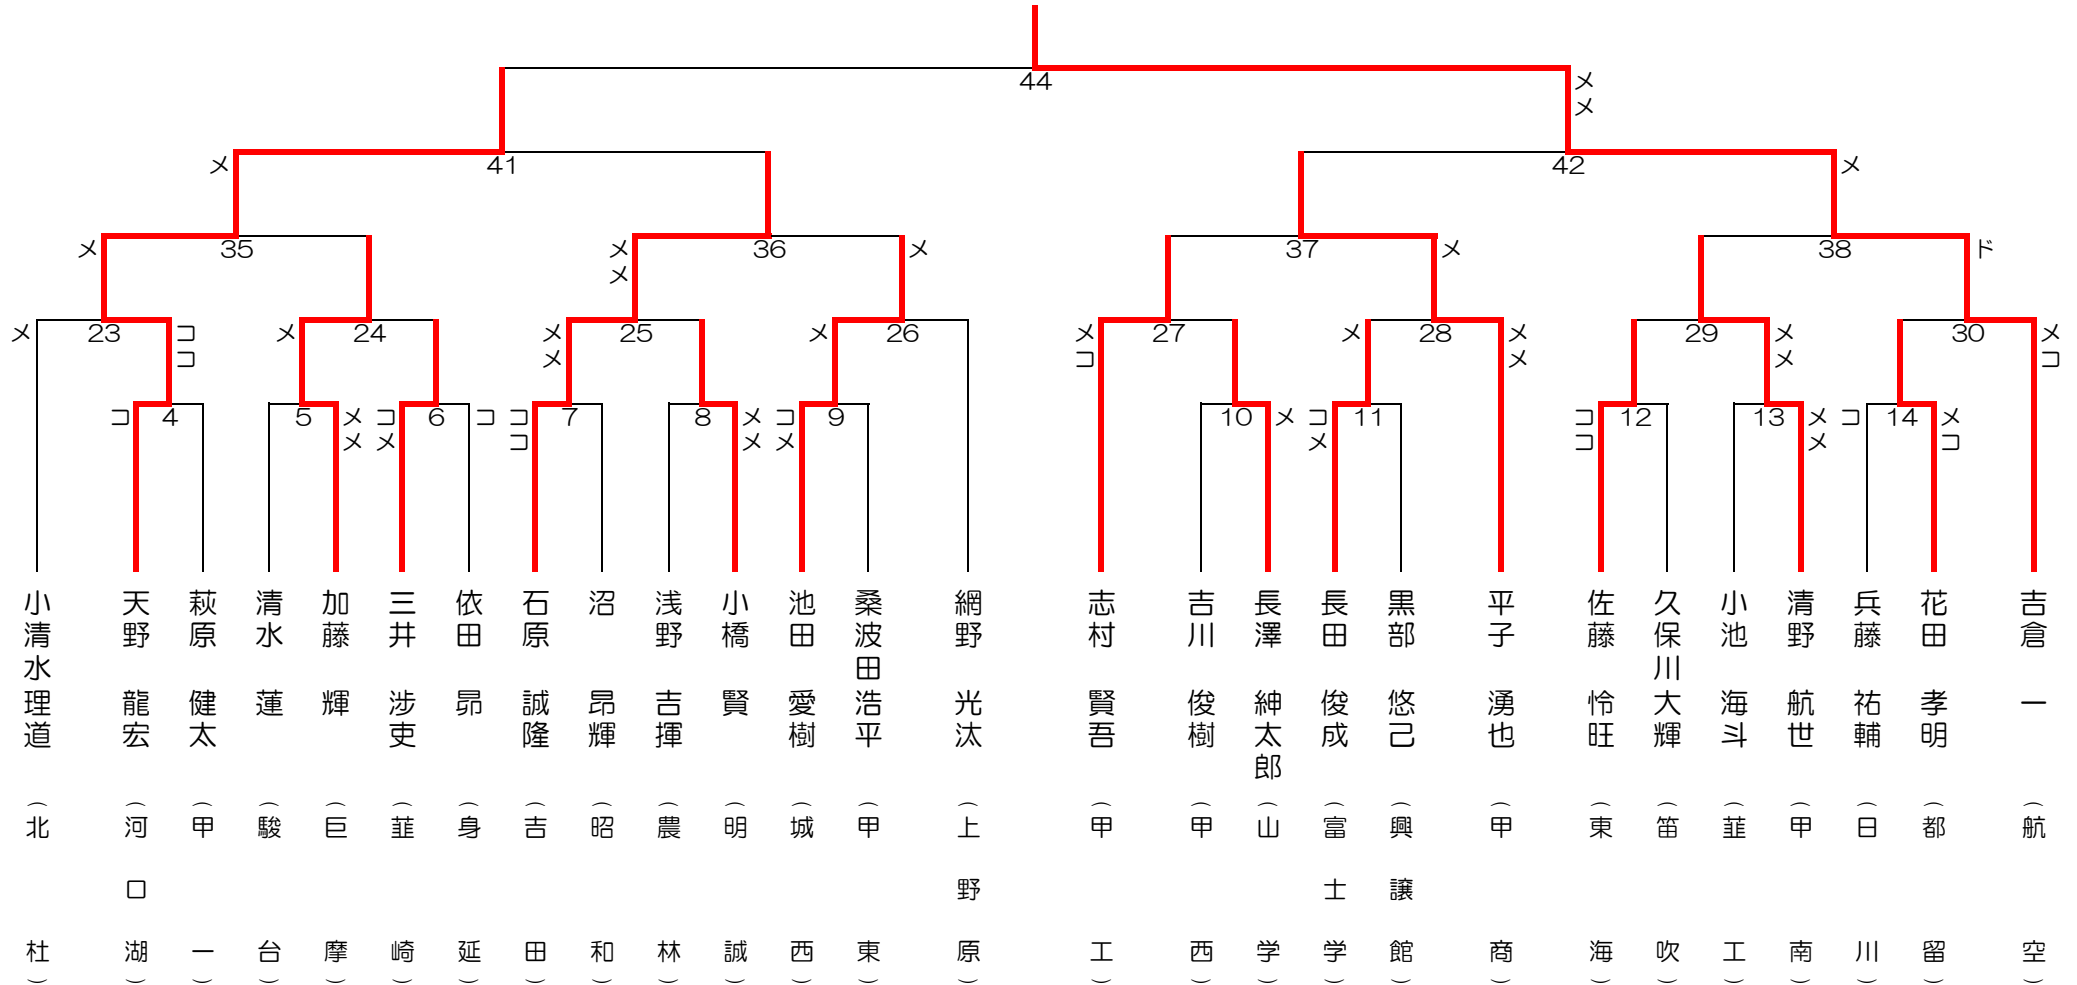 44
メ
メ
メ
41
42
メ
メ
35
メ
メ
36
メ
37
メ
38
ド
メ
23
コ
コ
メ
24
メ
メ
25
メ
26
メ
コ
27
メ
28
メ
メ
29
メ
メ
30
メ
コ
コ
4
5
メ
メ
コ
メ
6
コ
コ
コ
7
8
メ
メ
コ
メ
9
10
メ
コ
メ
11
コ
コ
12
13
メ
メ
コ
14
メ
コ
小清水理道（北杜）
天野龍宏（河口湖）
萩原健太（甲一）
清水蓮（駿台）
加藤輝（巨摩）
三井渉吏（韮崎）
依田昴（身延）
石原誠隆（吉田）
沼昂輝（昭和）
浅野吉揮（農林）
小橋賢（明誠）
池田愛樹（城西）
桑波田浩平（甲東）
網野光汰（上野原）
志村賢吾（甲工）
吉川俊樹（甲西）
長澤紳太郎（山学）
長田俊成（富士学）
黒部悠己（興譲館）
平子湧也（甲商）
佐藤怜旺（東海）
久保川大輝（笛吹）
小池海斗（韮工）
清野航世（甲南）
兵藤祐輔（日川）
花田孝明（都留）
吉倉一（航空）